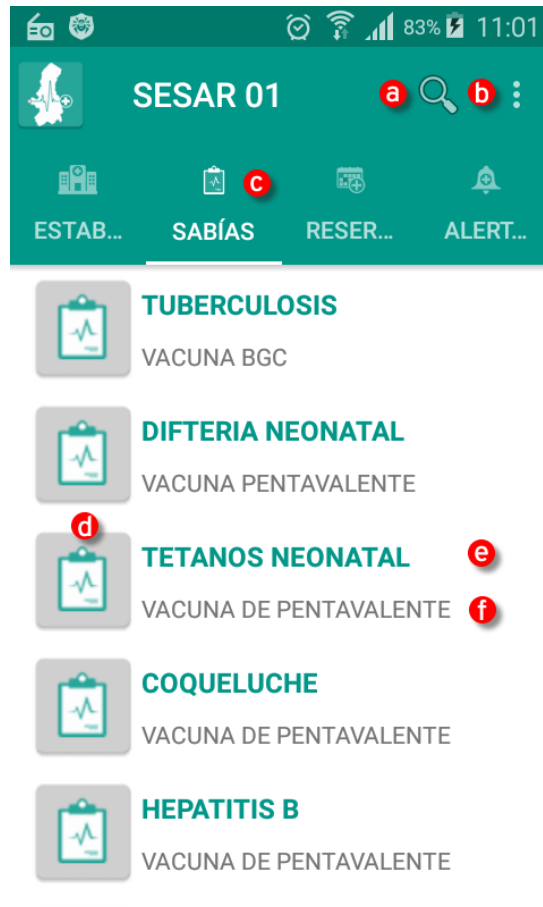 83% 11:01
SESAR 01 a b
c
ESTAB... SABÍAS RESER... ALERT...
TUBERCULOSIS
VACUNA BGC
DIFTERIA NEONATAL
VACUNA PENTAVALENTE
d
TETANOS NEONATAL e
VACUNA DE PENTAVALENTE f
COQUELUCHE
VACUNA DE PENTAVALENTE
HEPATITIS B
VACUNA DE PENTAVALENTE